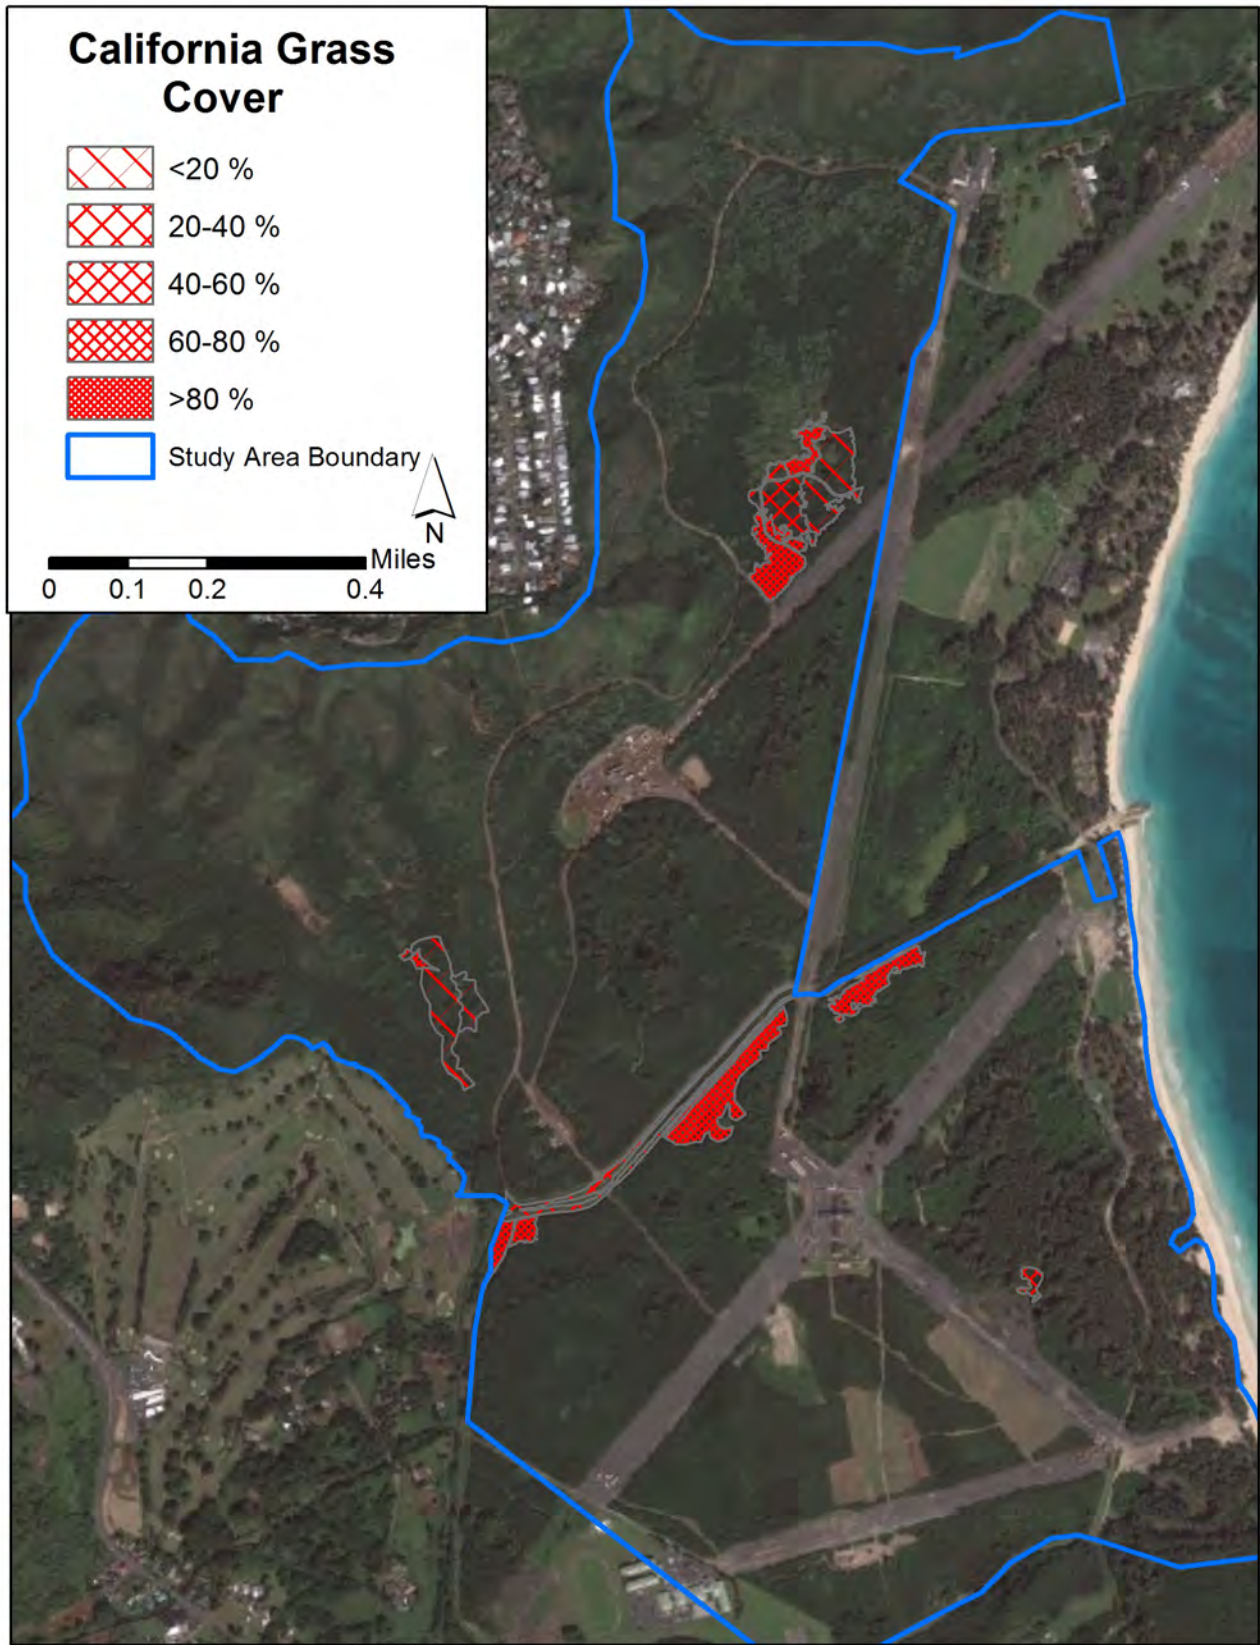 California Grass
Cover
<20 %
20-40 %
40-60 %
60-80 %
>80 %
Study Area Boundary
N
Miles
0 0.1 0.2 0.4